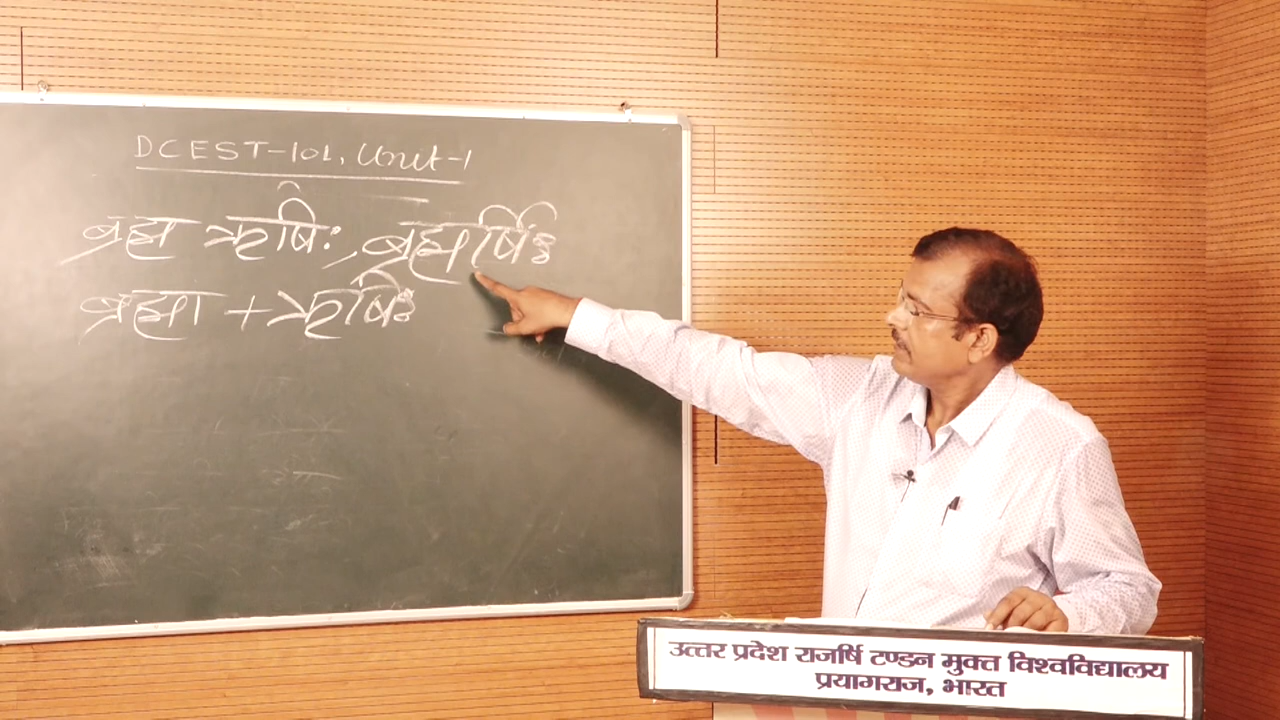 DCEST-101, Unit-1
ब्रह्म ऋषिः, ब्रह्मर्षिः
ब्रह्मा + ऋषिः
उत्त्तर प्रदेश राजर्षि टण्डन मुक्त विश्वविद्यालय
प्रयागराज, भारत